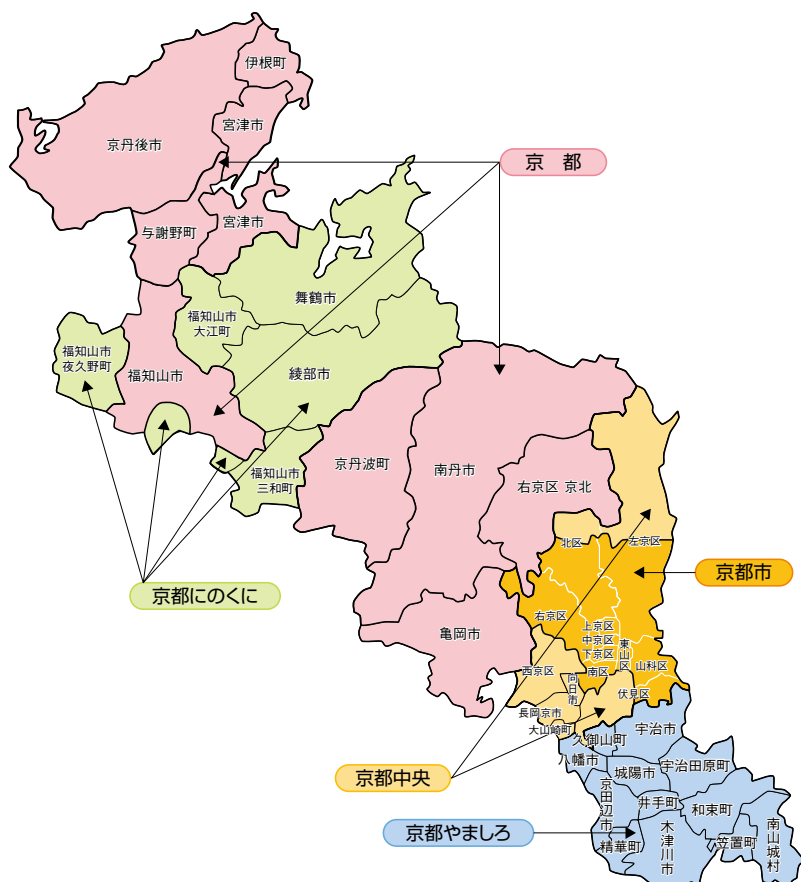 伊根町
宮津市
京丹後市
京　都
与謝野町
宮津市
舞鶴市
福知山市
大江町
福知山市
夜久野町
福知山市
綾部市
京丹波町
南丹市
福知山市
三和町
右京区 京北
北区
左京区
京都市
京都にのくに
右京区
上京区
中京区
下京区
東山区
山科区
亀岡市
西京区
南区
向日市
伏見区
長岡京市
大山崎町
久御山町
宇治市
八幡市
城陽市
宇治田原町
京都中央
京田辺市
井手町
和束町
南山城村
京都やましろ
精華町
木津川市
笠置町